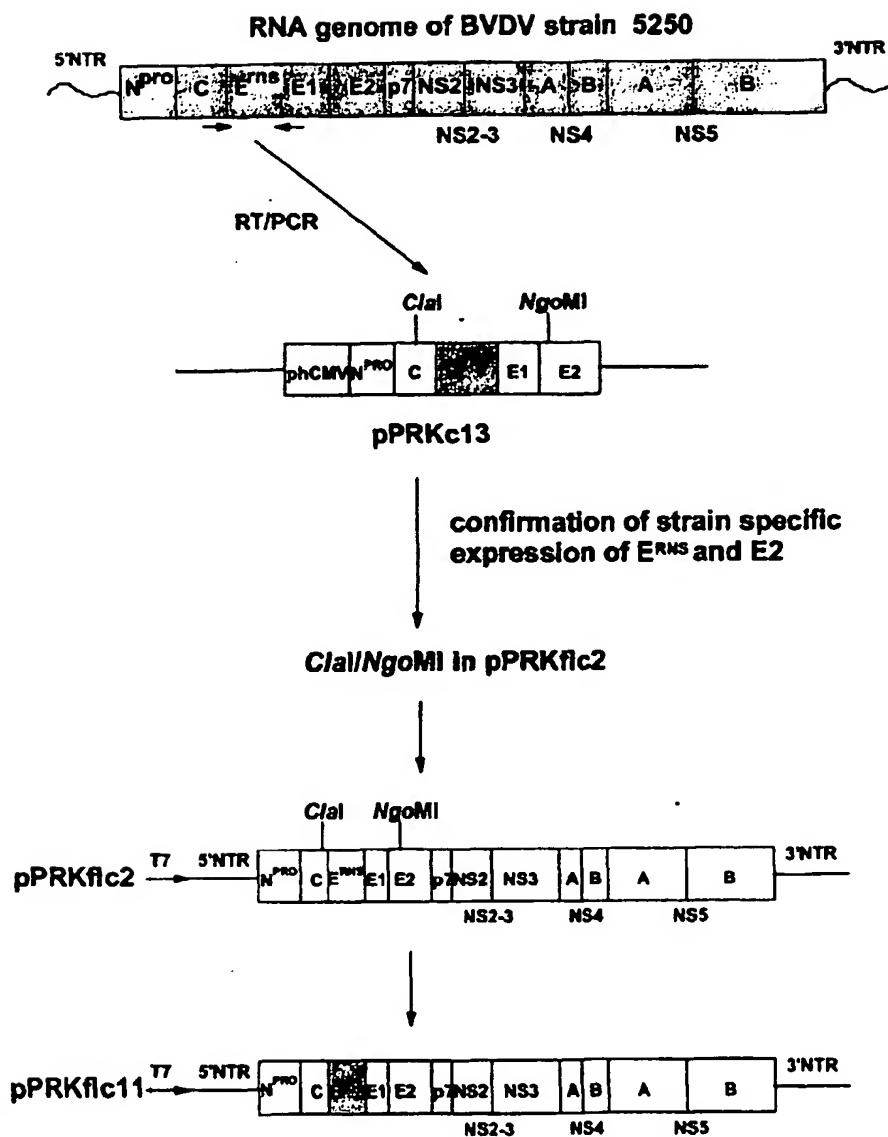 RNA genome of BVDV strain 5250
5'NTR 3'NTR
N^pro C E^rns E1 E2 p7 NS2 NS3 A B A B
NS2-3 NS4 NS5
RT/PCR
ClaI NgoMI
phCMV N^PRO C E1 E2
pPRKc13
confirmation of strain specific
expression of E^RNS and E2
ClaI/NgoMI in pPRKflc2
ClaI NgoMI
pPRKflc2 T7 5'NTR 3'NTR
N^PRO C E^RNS E1 E2 p7 NS2 NS3 A B A B
NS2-3 NS4 NS5
pPRKflc11 T7 5'NTR 3'NTR
N^PRO C E1 E2 p7 NS2 NS3 A B A B
NS2-3 NS4 NS5